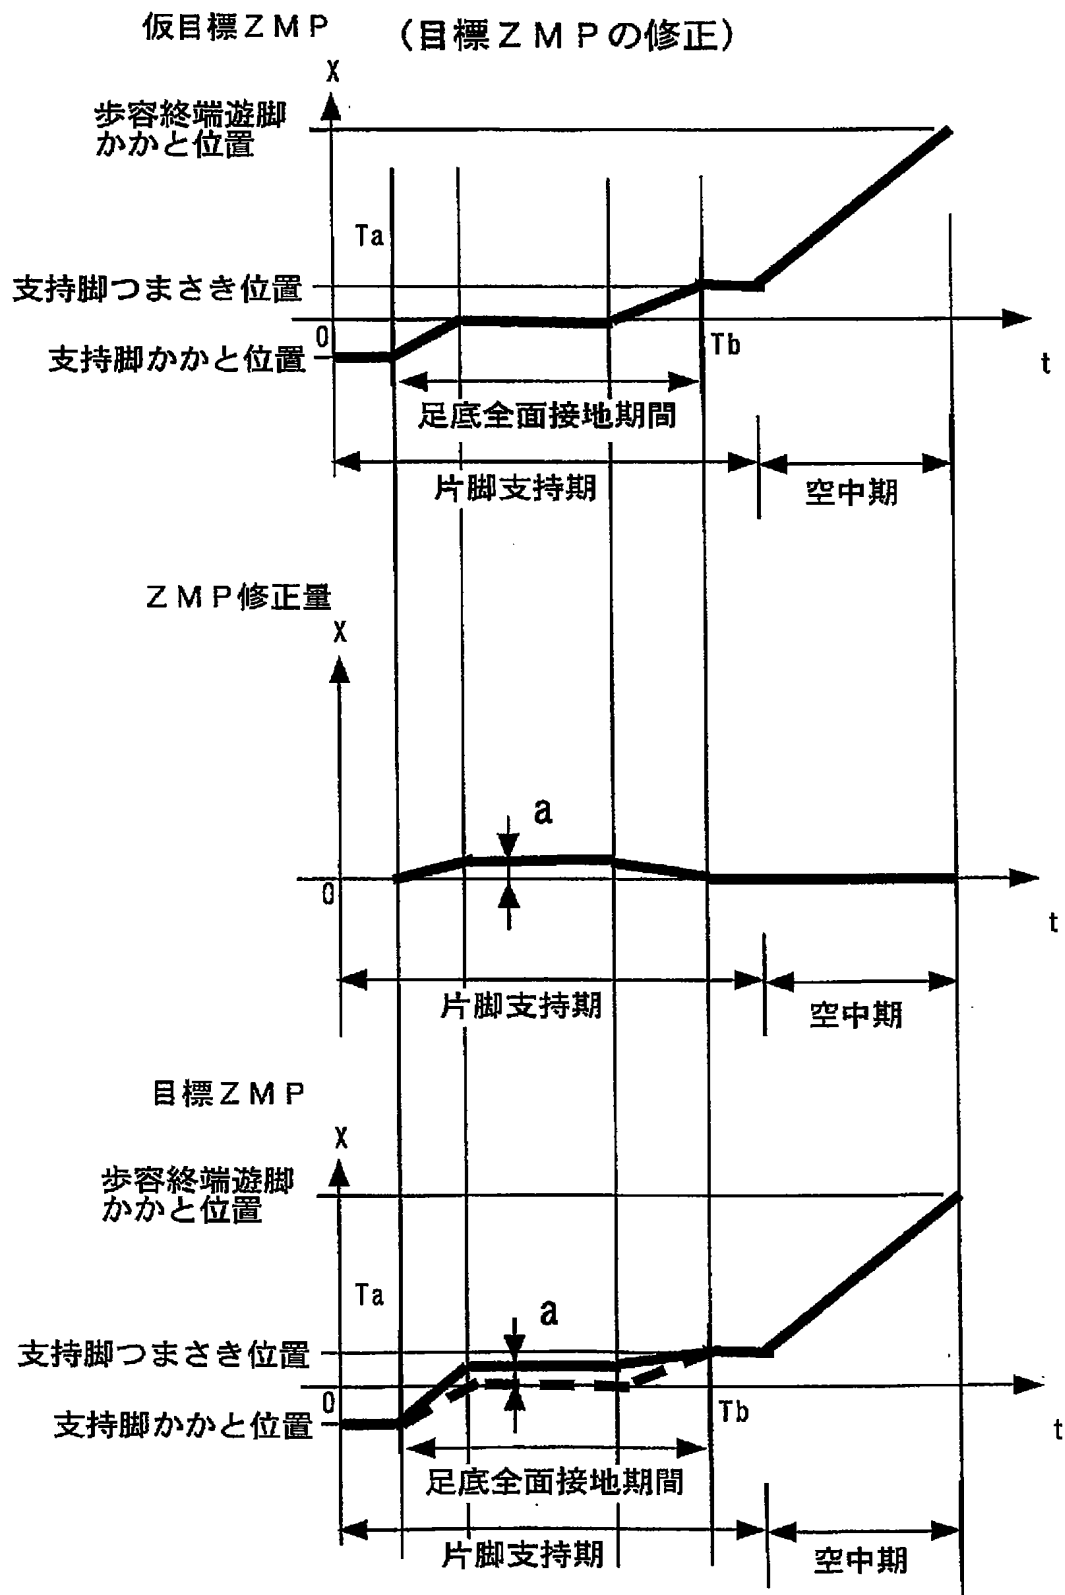 仮目標ＺＭＰ
（目標ＺＭＰの修正）
X
歩容終端遊脚
かかと位置
Ta
支持脚つまさき位置
0
支持脚かかと位置
Tb
t
足底全面接地期間
片脚支持期
空中期
ＺＭＰ修正量
X
a
0
t
片脚支持期
空中期
目標ＺＭＰ
X
歩容終端遊脚
かかと位置
Ta
a
支持脚つまさき位置
0
支持脚かかと位置
Tb
t
足底全面接地期間
片脚支持期
空中期